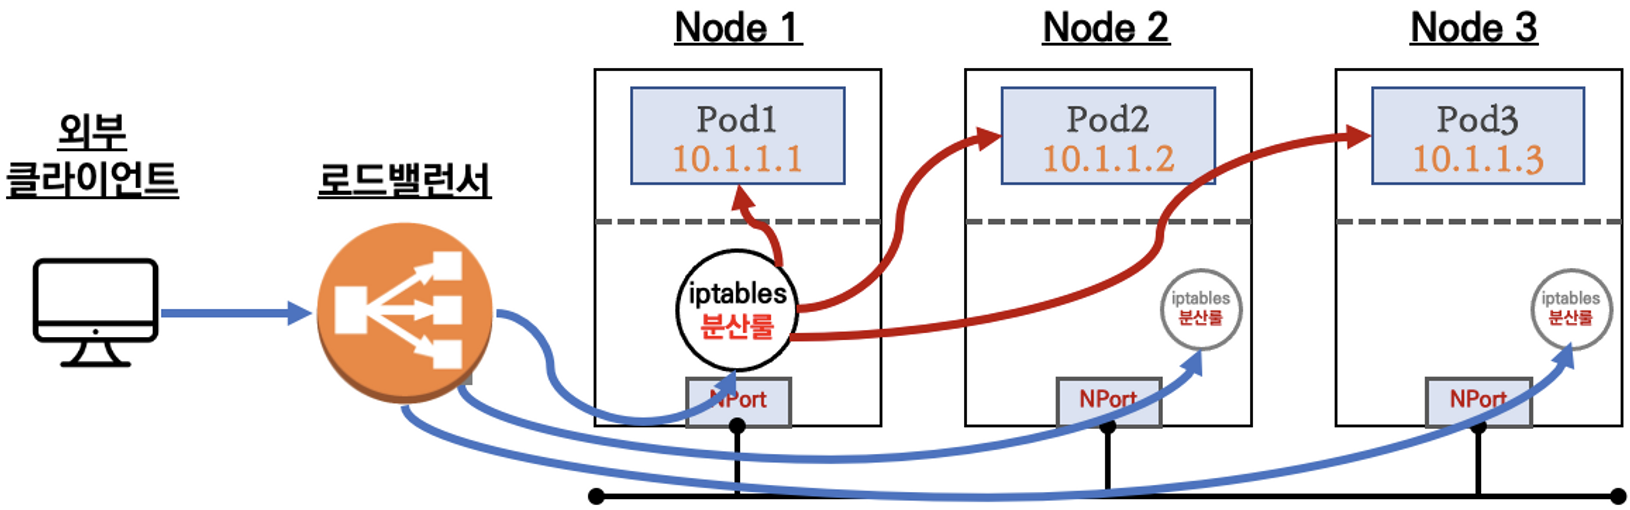 외부
클라이언트
로드밸런서
Node 1
Pod1
10.1.1.1
iptables
분산룰
NPort
Node 2
Pod2
10.1.1.2
iptables
분산룰
NPort
Node 3
Pod3
10.1.1.3
iptables
분산룰
NPort